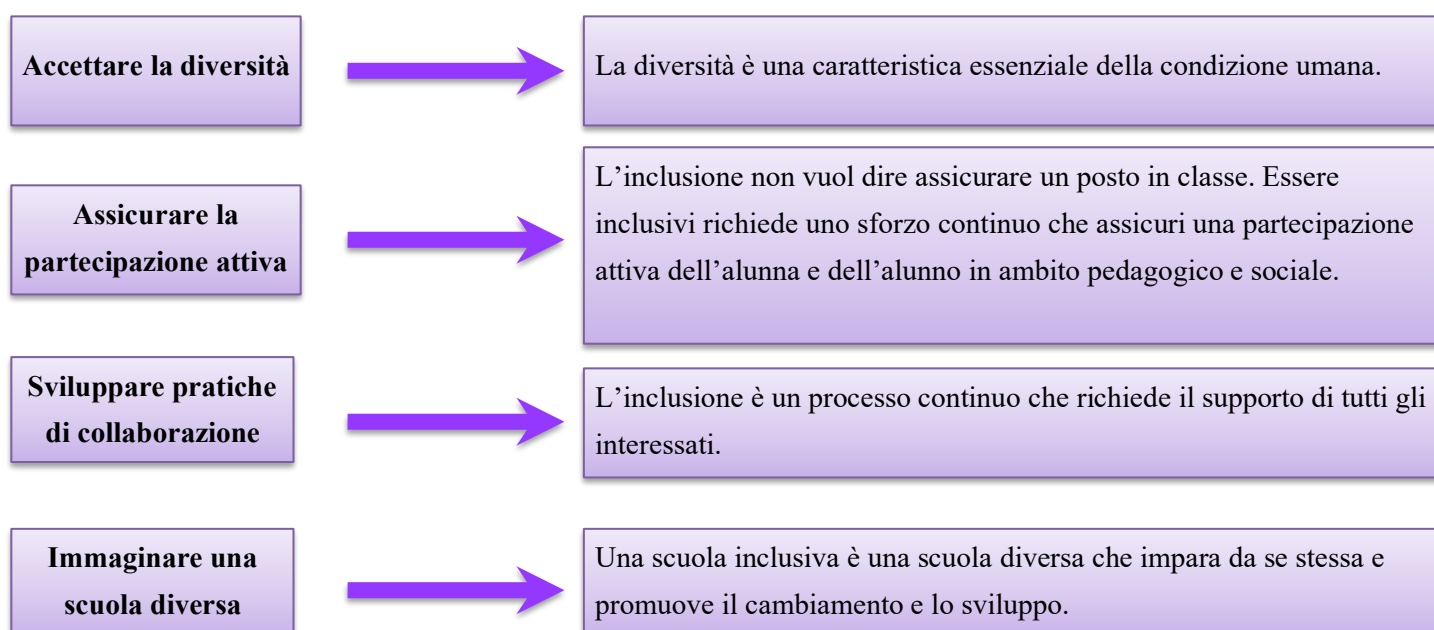 Accettare la diversità
La diversità è una caratteristica essenziale della condizione umana.
Assicurare la
partecipazione attiva
L’inclusione non vuol dire assicurare un posto in classe. Essere
inclusivi richiede uno sforzo continuo che assicuri una partecipazione
attiva dell’alunna e dell’alunno in ambito pedagogico e sociale.
Sviluppare pratiche
di collaborazione
L’inclusione è un processo continuo che richiede il supporto di tutti gli
interessati.
Immaginare una
scuola diversa
Una scuola inclusiva è una scuola diversa che impara da se stessa e
promuove il cambiamento e lo sviluppo.